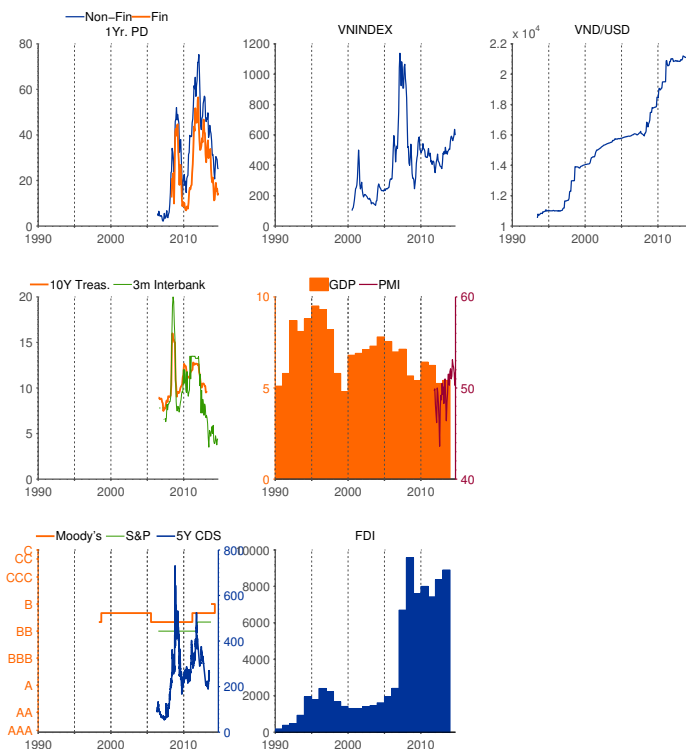 Non−Fin Fin
1Yr. PD
80
60
40
20
0
1990 2000 2010
VNINDEX
1200
1000
800
600
400
200
0
1990 2000 2010
VND/USD
2.2 x 10^4
2
1.8
1.6
1.4
1.2
1
1990 2000 2010
10Y Treas. 3m Interbank
20
15
10
5
0
1990 2000 2010
GDP PMI
10 60
5 50
0 40
1990 2000 2010
Moody's S&P 5Y CDS
C 800
CC
CCC
B 600
BB 400
BBB
A 200
AA
AAA 0
1990 2000 2010
FDI
10000
8000
6000
4000
2000
0
1990 2000 2010